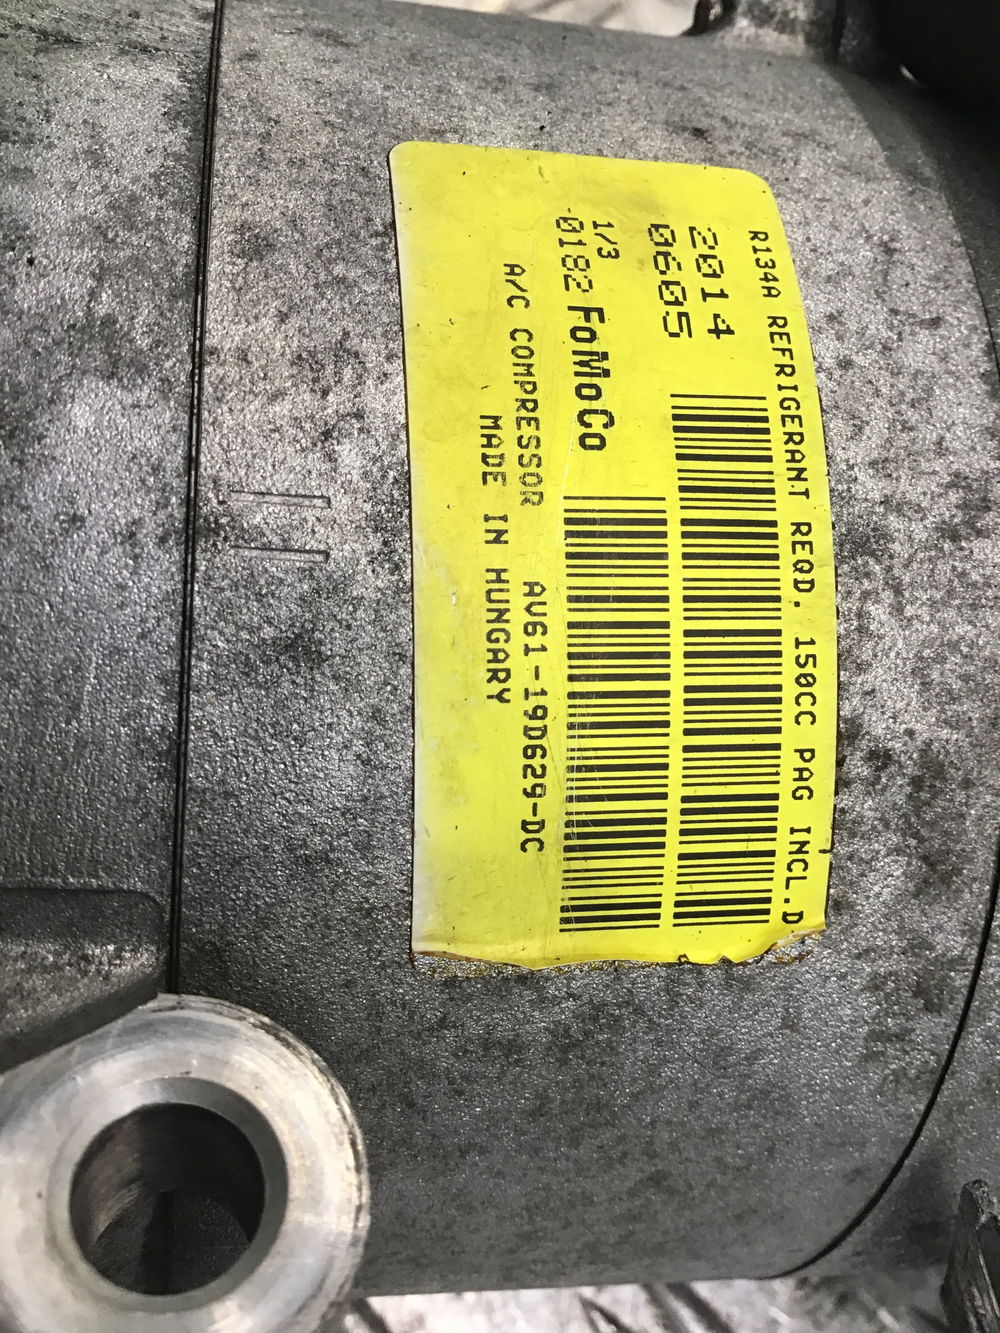 R134A REFRIGERANT REQD. 150CC PAG INCL.D
2014
0605
1/3
0182 FoMoCo
A/C COMPRESSOR AV61-19D629-DC
MADE IN HUNGARY